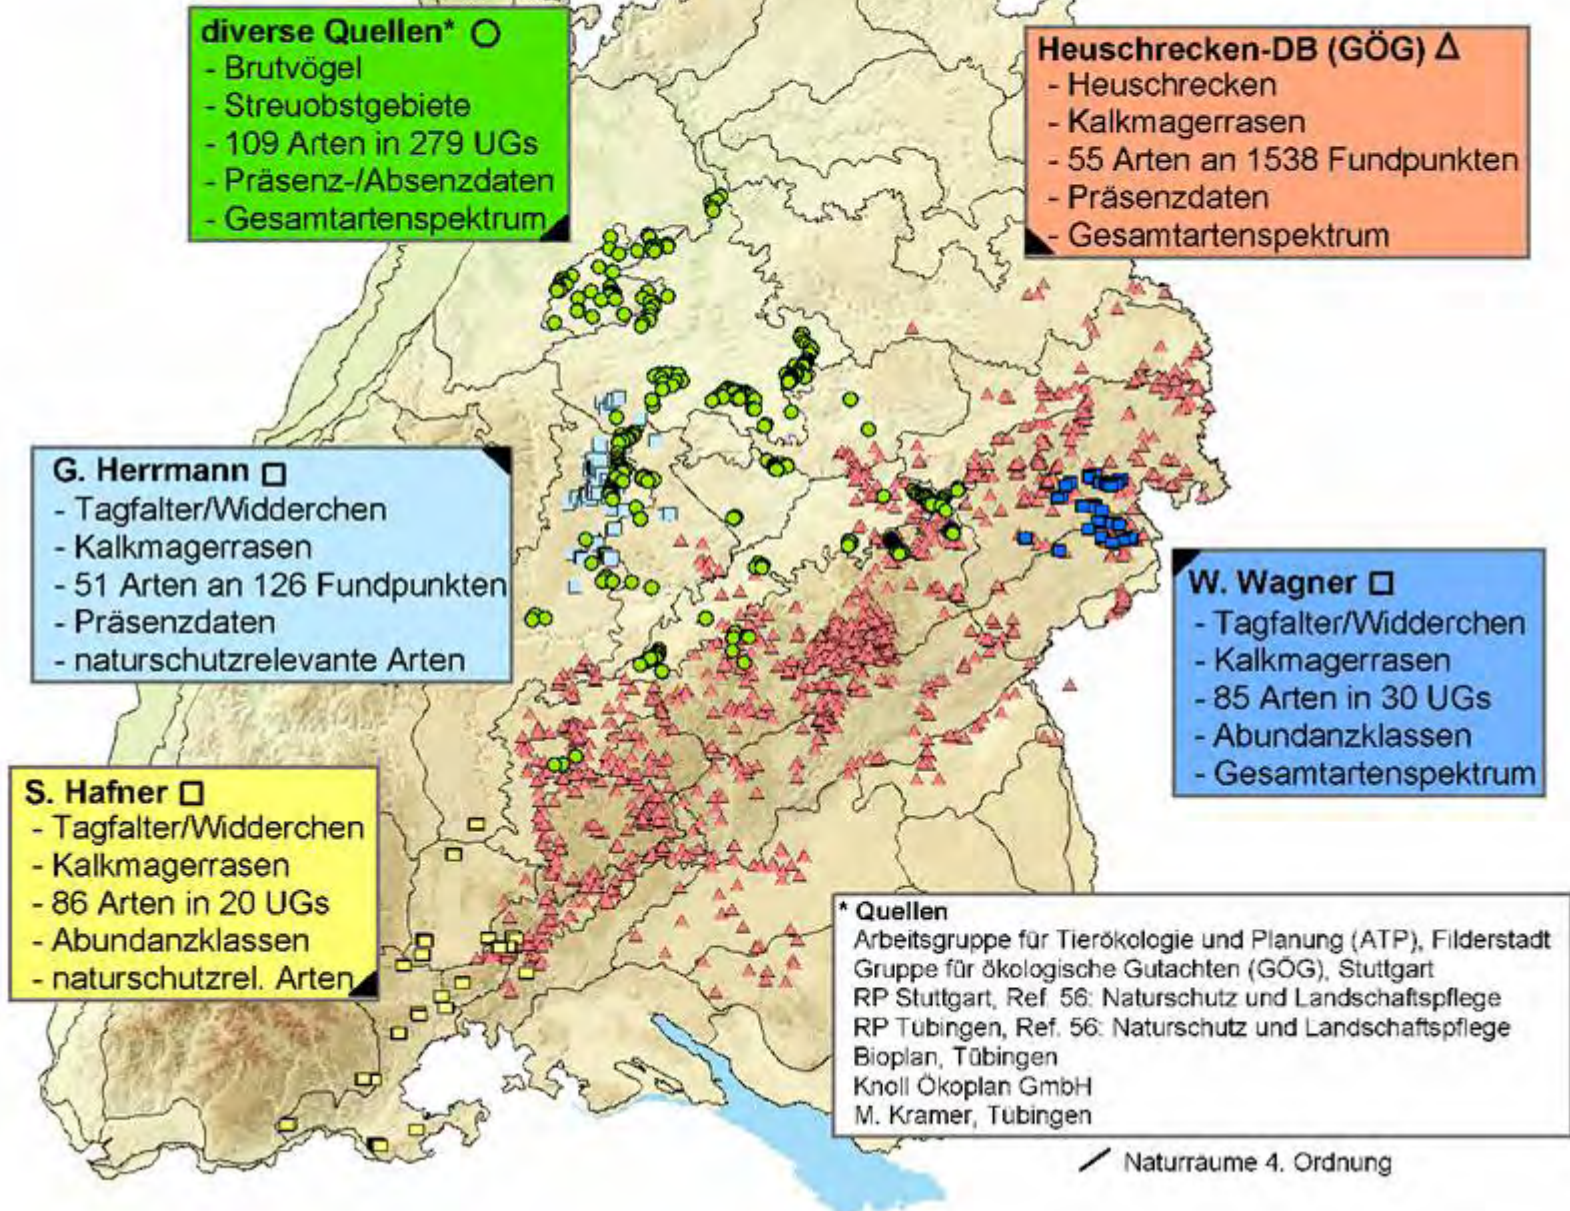 diverse Quellen*
- Brutvögel
- Streuobstgebiete
- 109 Arten in 279 UGs
- Präsenz-/Absenzdaten
- Gesamtartenspektrum
Heuschrecken-DB (GÖG)
- Heuschrecken
- Kalkmagerrasen
- 55 Arten an 1538 Fundpunkten
- Präsenzdaten
- Gesamtartenspektrum
G. Herrmann
- Tagfalter/Widderchen
- Kalkmagerrasen
- 51 Arten an 126 Fundpunkten
- Präsenzdaten
- naturschutzrelevante Arten
W. Wagner
- Tagfalter/Widderchen
- Kalkmagerrasen
- 85 Arten in 30 UGs
- Abundanzklassen
- Gesamtartenspektrum
S. Hafner
- Tagfalter/Widderchen
- Kalkmagerrasen
- 86 Arten in 20 UGs
- Abundanzklassen
- naturschutzrel. Arten
* Quellen
Arbeitsgruppe für Tierökologie und Planung (ATP), Filderstadt
Gruppe für ökologische Gutachten (GÖG), Stuttgart
RP Stuttgart, Ref. 56: Naturschutz und Landschaftspflege
RP Tübingen, Ref. 56: Naturschutz und Landschaftspflege
Bioplan, Tübingen
Knoll Ökoplan GmbH
M. Kramer, Tübingen
Naturräume 4. Ordnung